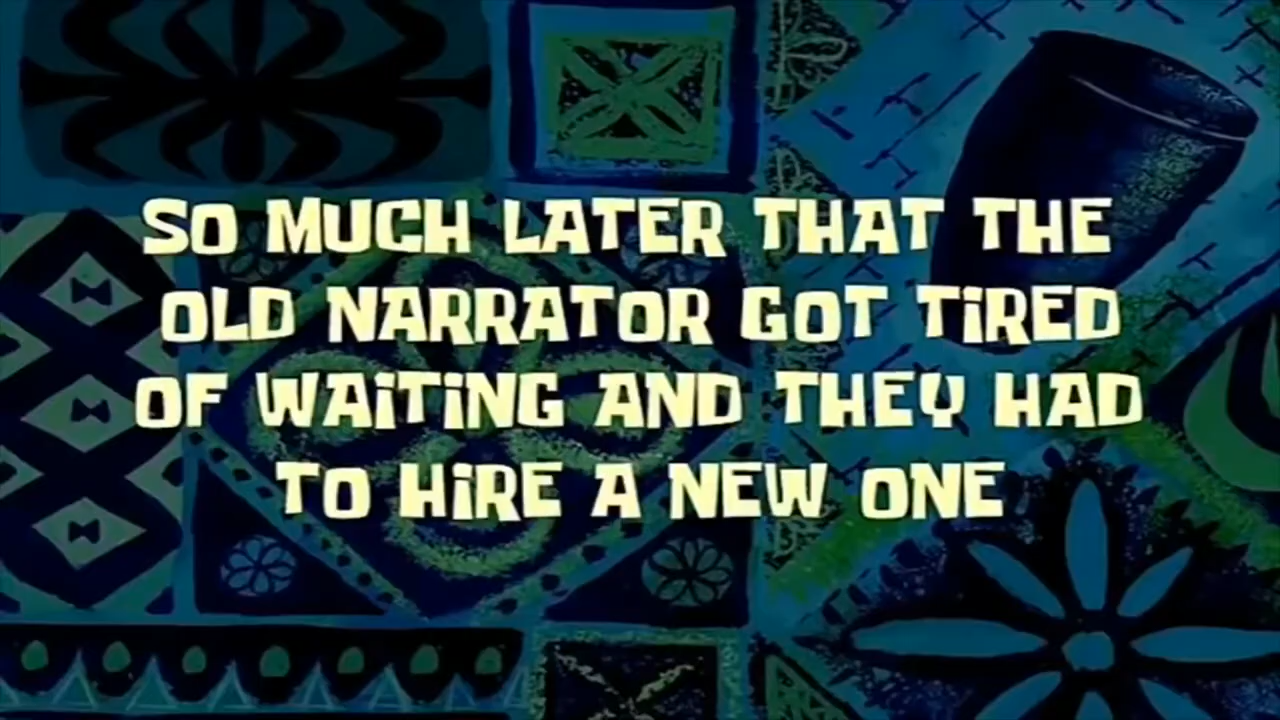 SO MUCH LATER THAT THE
OLD NARRATOR GOT TiRED
OF WAiTiNG AND THEY HAD
TO HiRE A NEW ONE